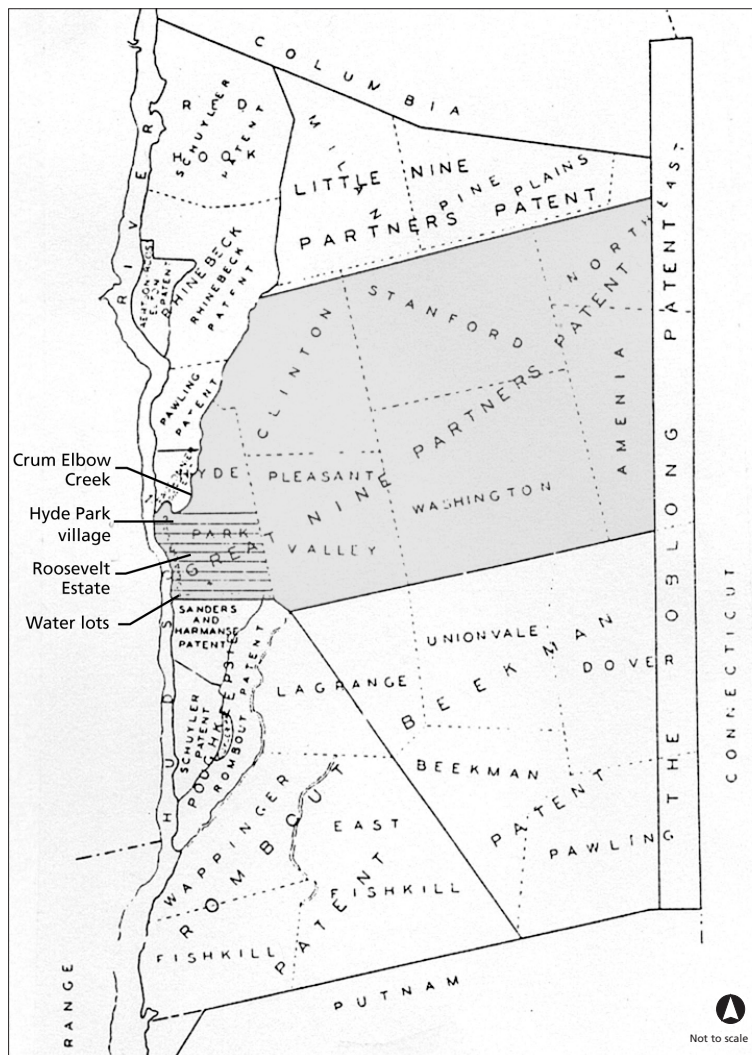 COLUMBIA
RED
HOOK
SCHUYLER
PATENT
MILAN
LITTLE NINE
PARTNERS PATENT
PINE PLAINS
RIVER
RHINEBECK
RHINEBECK
PATENT
PATENT
PAWLING
PATENT
CLINTON
STANFORD
NORTH
EAST
AMENIA
THE OBLONG PATENT
CONNECTICUT
Crum Elbow
Creek
Hyde Park
village
Roosevelt
Estate
Water lots
HYDE
PARK
PLEASANT
VALLEY
WASHINGTON
GREAT NINE PARTNERS PATENT
SANDERS
AND
HARMANSE
PATENT
HUDSON
SCHUYLER
PATENT
POUGHKEEPSIE
ROMBOUT PATENT
LAGRANGE
UNIONVALE
BEEKMAN
DOVER
BEEKMAN
PATENT
PAWLING
WAPPINGER
ROMBOUT
PATENT
EAST
FISHKILL
FISHKILL
PUTNAM
RANGE
Not to scale